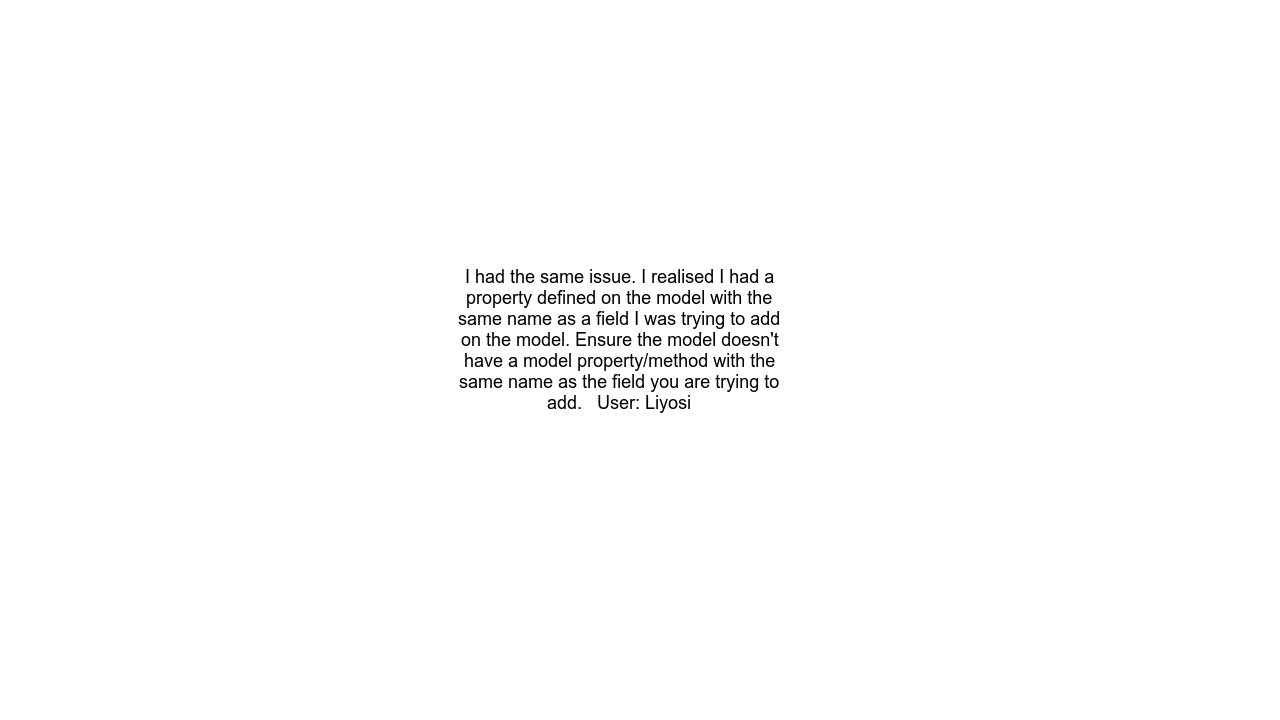 I had the same issue. I realised I had a
property defined on the model with the
same name as a field I was trying to add
on the model. Ensure the model doesn't
have a model property/method with the
same name as the field you are trying to
add.   User: Liyosi